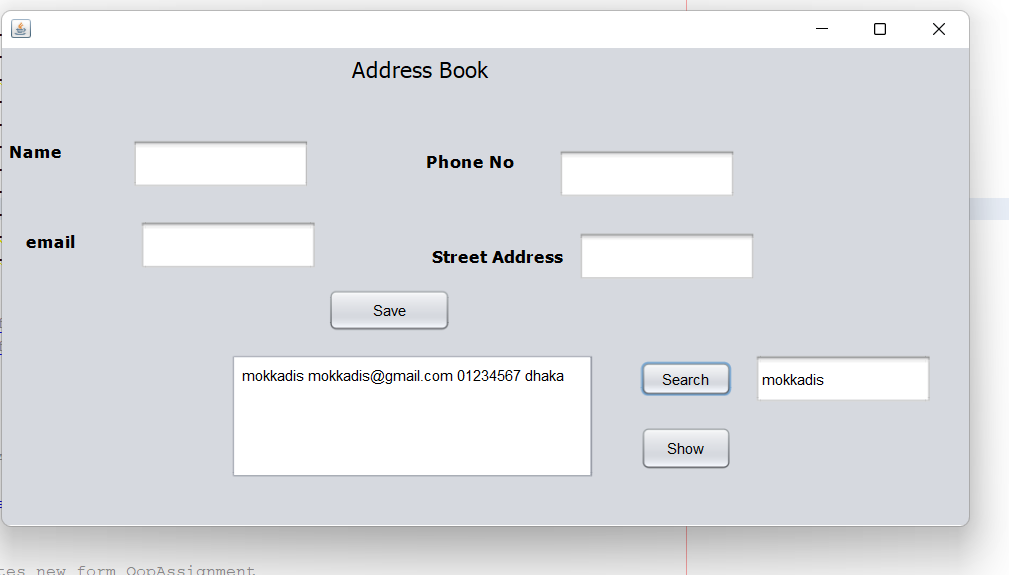 Address Book
Name
Phone No
email
Street Address
Save
mokkadis mokkadis@gmail.com 01234567 dhaka
Search
mokkadis
Show
tes new form OopAssignment